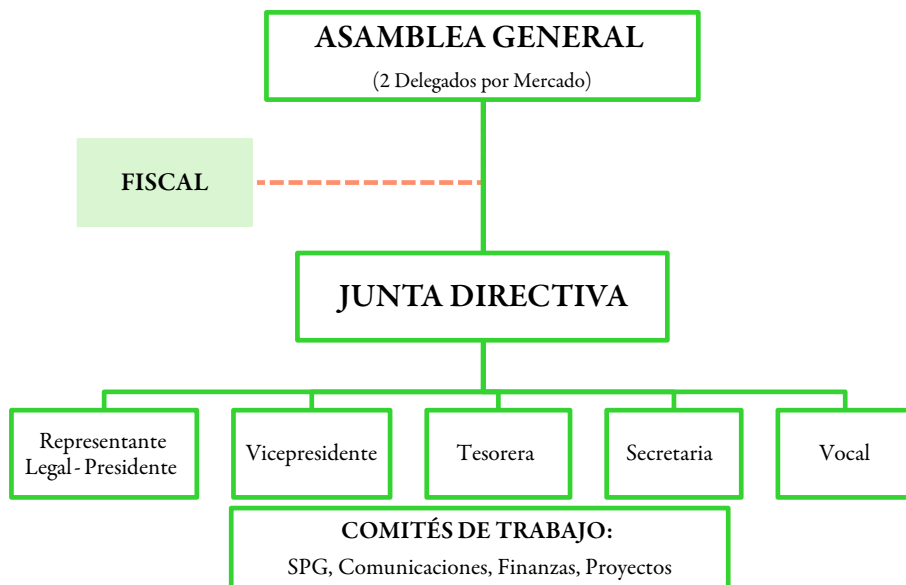 ASAMBLEA GENERAL
(2 Delegados por Mercado)
FISCAL
JUNTA DIRECTIVA
Representante
Legal - Presidente
Vicepresidente
Tesorera
Secretaria
Vocal
COMITÉS DE TRABAJO:
SPG, Comunicaciones, Finanzas, Proyectos